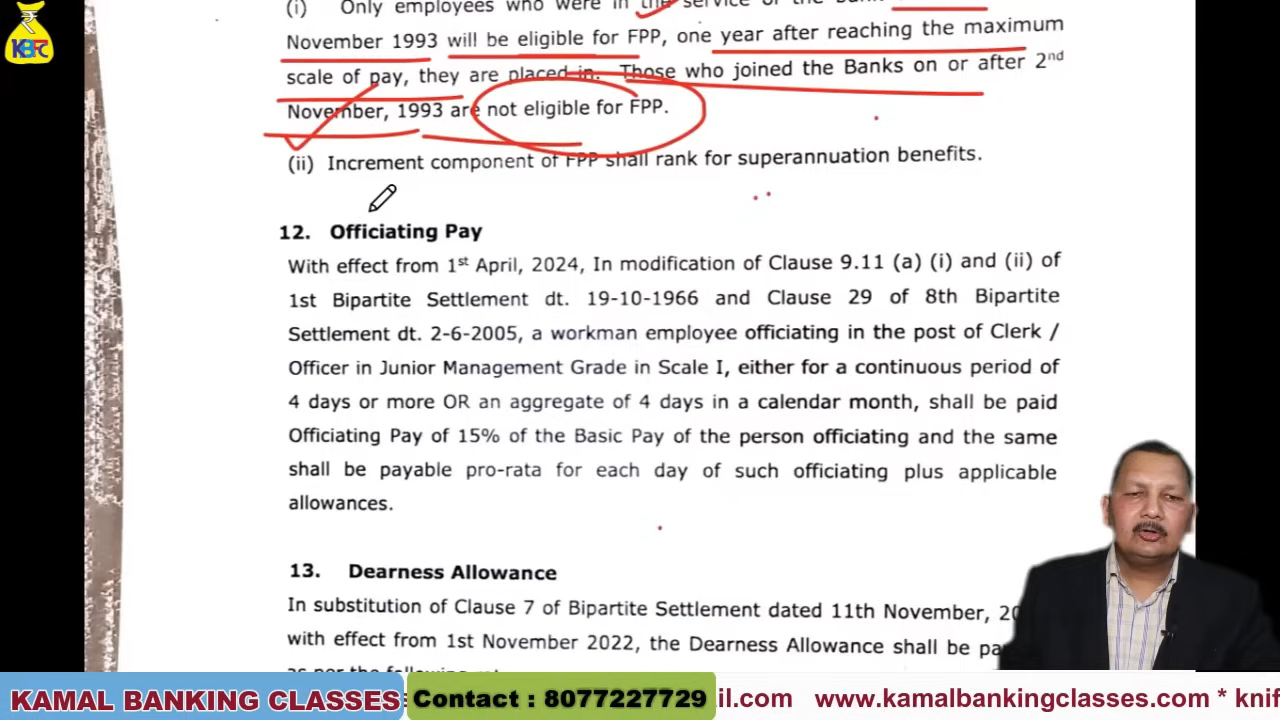 ₹
KBFC
(i) Only employees who were in the service of the Bank
November 1993 will be eligible for FPP, one year after reaching the maximum
scale of pay, they are placed in. Those who joined the Banks on or after 2nd
November, 1993 are not eligible for FPP.
(ii) Increment component of FPP shall rank for superannuation benefits.
12. Officiating Pay
With effect from 1st April, 2024, In modification of Clause 9.11 (a) (i) and (ii) of
1st Bipartite Settlement dt. 19-10-1966 and Clause 29 of 8th Bipartite
Settlement dt. 2-6-2005, a workman employee officiating in the post of Clerk /
Officer in Junior Management Grade in Scale I, either for a continuous period of
4 days or more OR an aggregate of 4 days in a calendar month, shall be paid
Officiating Pay of 15% of the Basic Pay of the person officiating and the same
shall be payable pro-rata for each day of such officiating plus applicable
allowances.
13. Dearness Allowance
In substitution of Clause 7 of Bipartite Settlement dated 11th November, 20
with effect from 1st November 2022, the Dearness Allowance shall be pa
as per the following
KAMAL BANKING CLASSES Contact : 8077227729 il.com www.kamalbankingclasses.com * knif